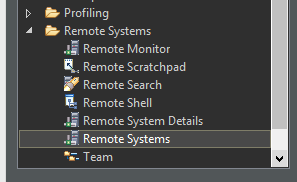 Profiling
Remote Systems
Remote Monitor
Remote Scratchpad
Remote Search
Remote Shell
Remote System Details
Remote Systems
Team